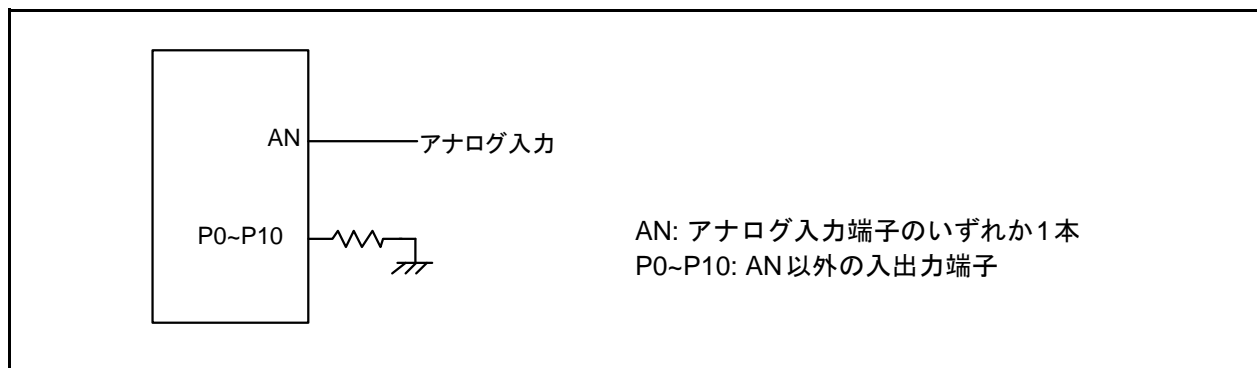 AN
アナログ入力
P0~P10
AN: アナログ入力端子のいずれか1本
P0~P10: AN以外の入出力端子